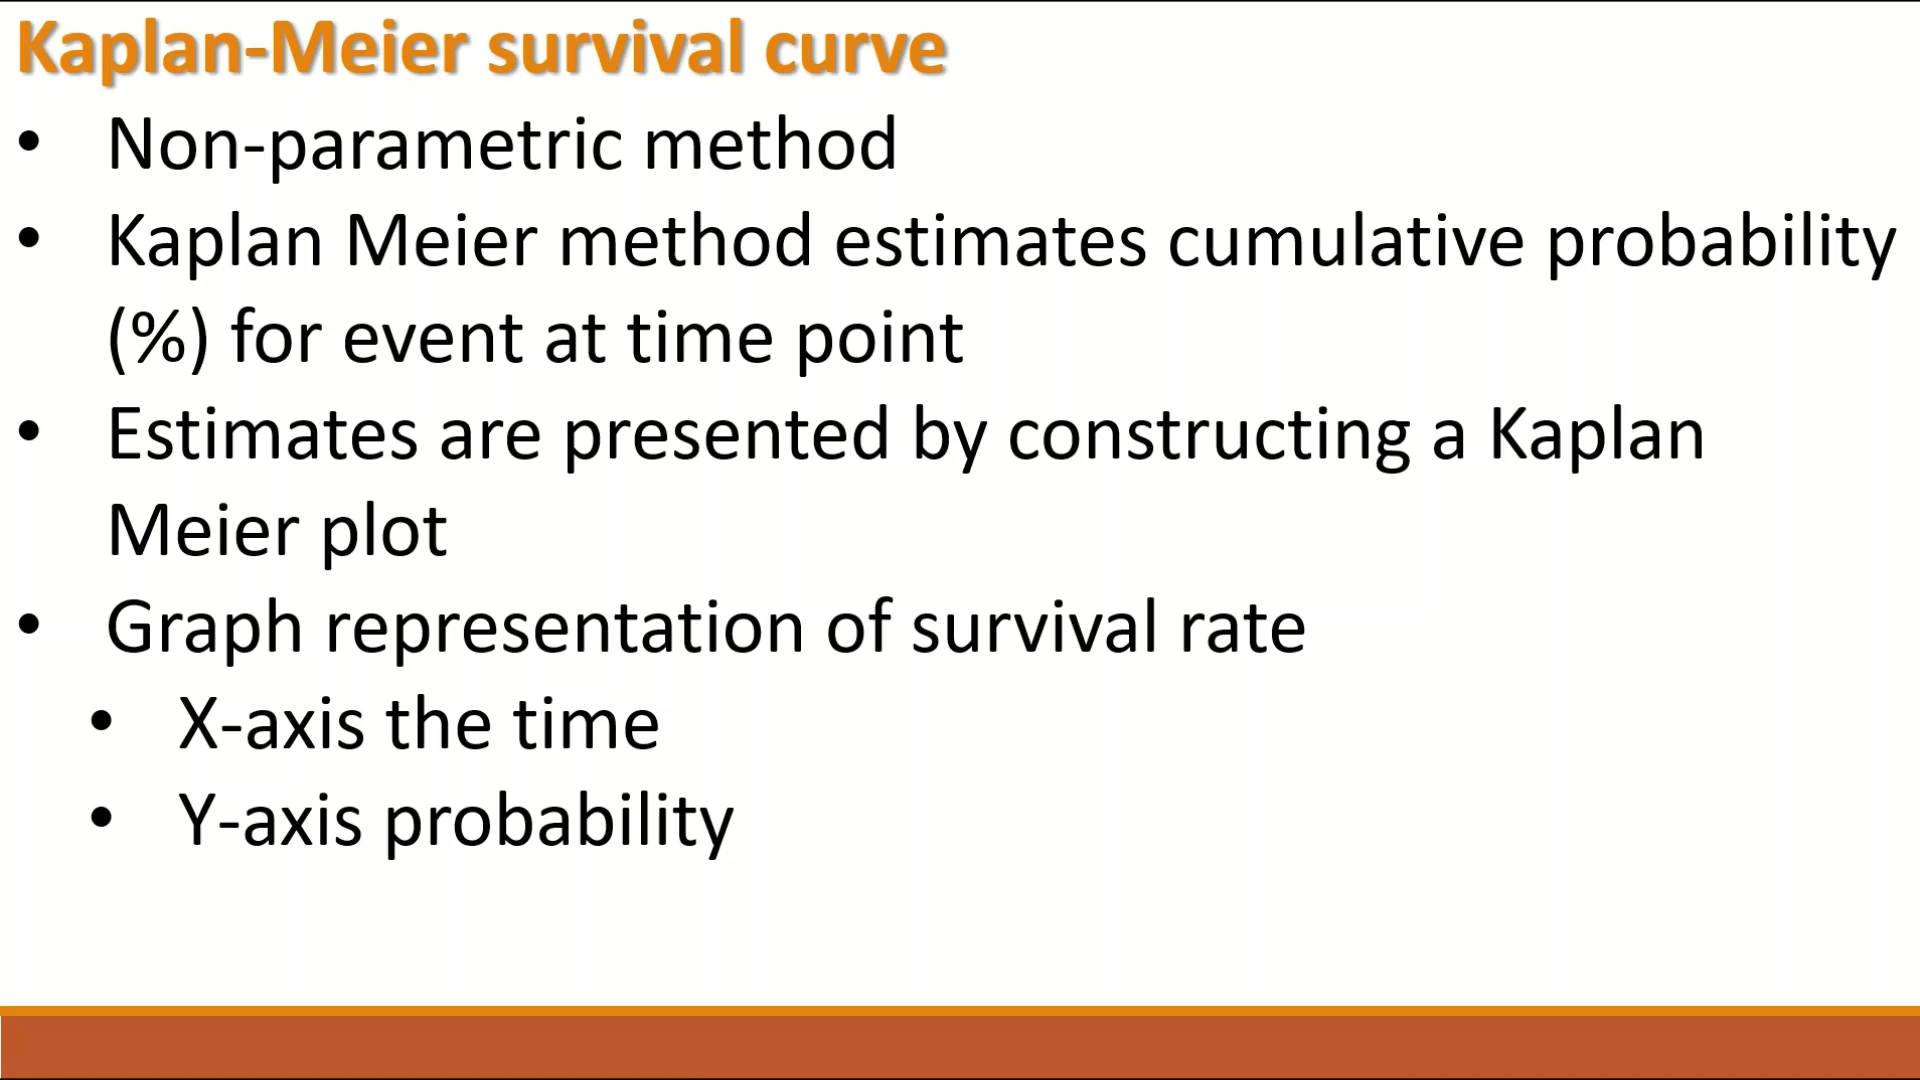 Kaplan-Meier survival curve
• Non-parametric method
• Kaplan Meier method estimates cumulative probability
(%) for event at time point
• Estimates are presented by constructing a Kaplan
Meier plot
• Graph representation of survival rate
• X-axis the time
• Y-axis probability